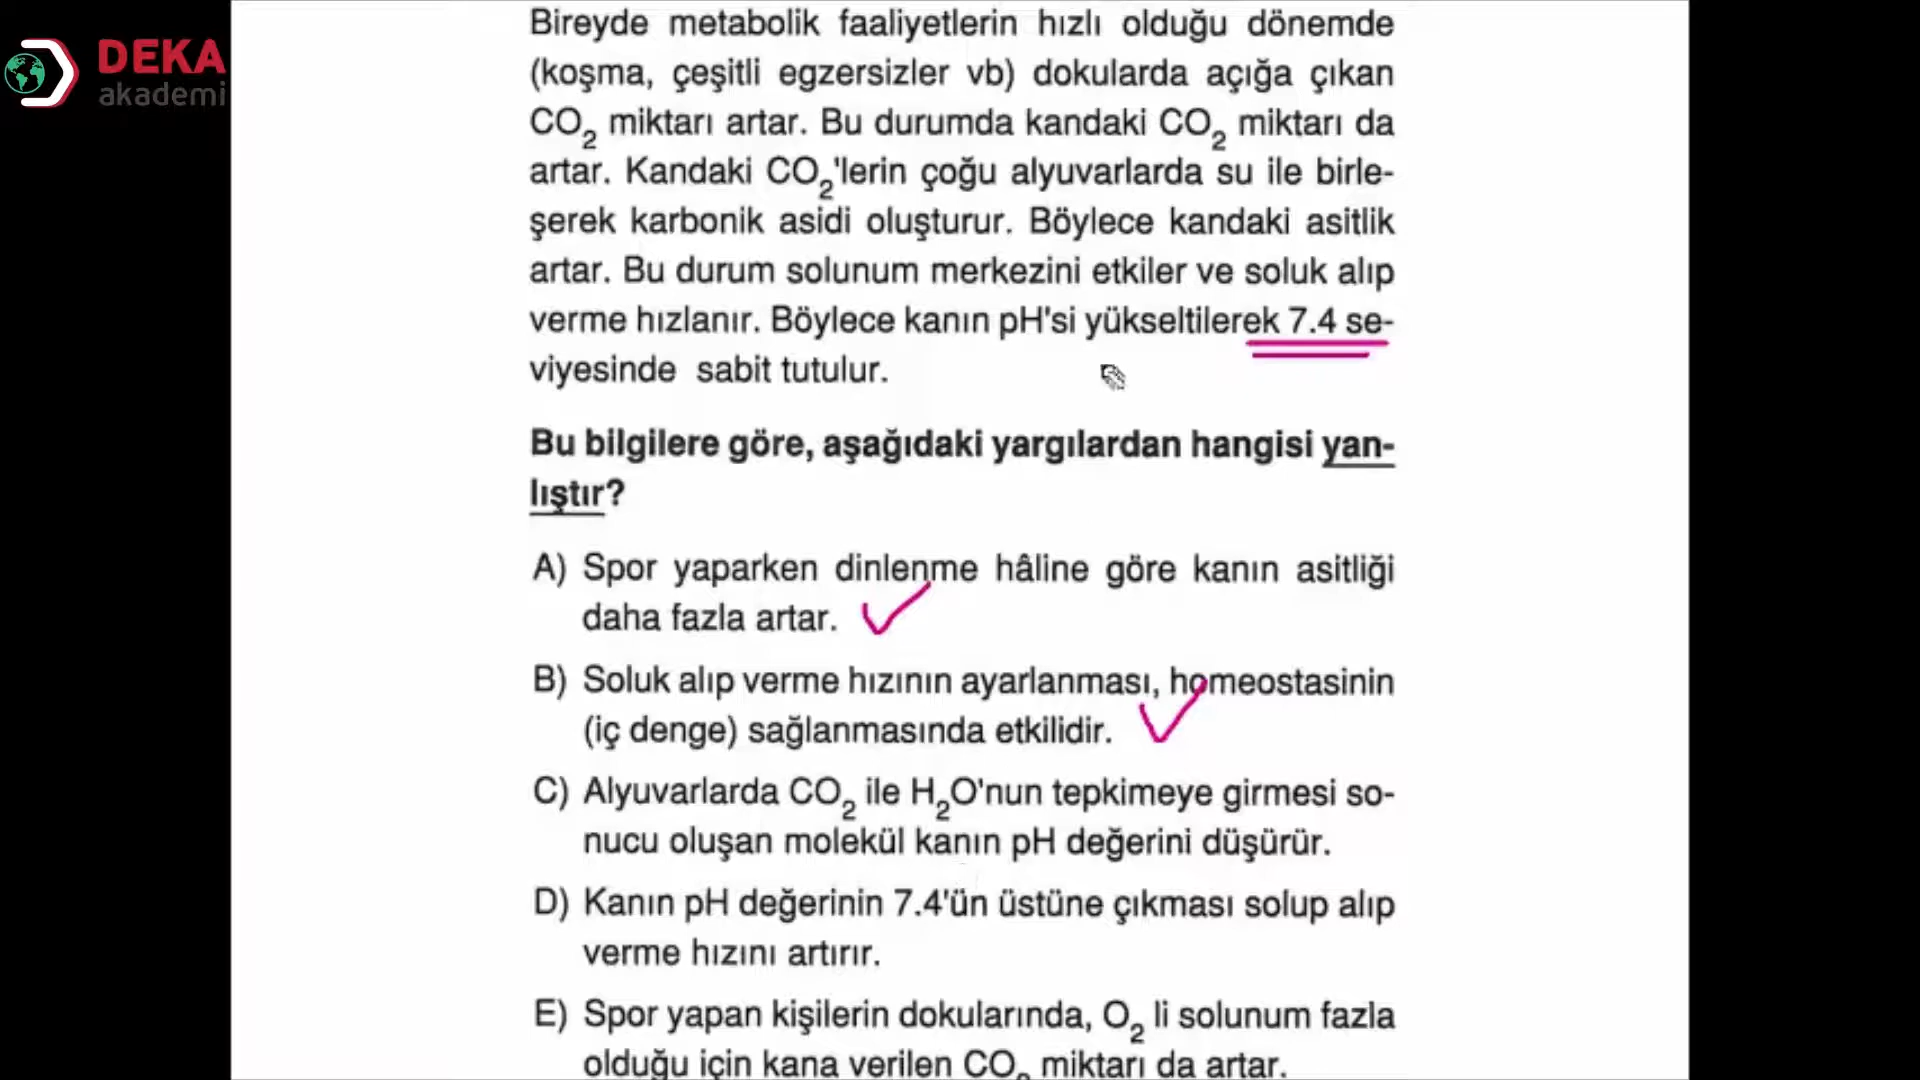 DEKA
akademi
Bireyde metabolik faaliyetlerin hızlı olduğu dönemde
(koşma, çeşitli egzersizler vb) dokularda açığa çıkan
CO₂ miktarı artar. Bu durumda kandaki CO₂ miktarı da
artar. Kandaki CO₂'lerin çoğu alyuvarlarda su ile birle-
şerek karbonik asidi oluşturur. Böylece kandaki asitlik
artar. Bu durum solunum merkezini etkiler ve soluk alıp
verme hızlanır. Böylece kanın pH'si yükseltilerek 7.4 se-
viyesinde sabit tutulur.
Bu bilgilere göre, aşağıdaki yargılardan hangisi yan-
lıştır?
A) Spor yaparken dinlenme hâline göre kanın asitliği
daha fazla artar.
B) Soluk alıp verme hızının ayarlanması, homeostasinin
(iç denge) sağlanmasında etkilidir.
C) Alyuvarlarda CO₂ ile H₂O'nun tepkimeye girmesi so-
nucu oluşan molekül kanın pH değerini düşürür.
D) Kanın pH değerinin 7.4'ün üstüne çıkması solup alıp
verme hızını artırır.
E) Spor yapan kişilerin dokularında, O₂ li solunum fazla
olduğu için kana verilen CO₂ miktarı da artar.